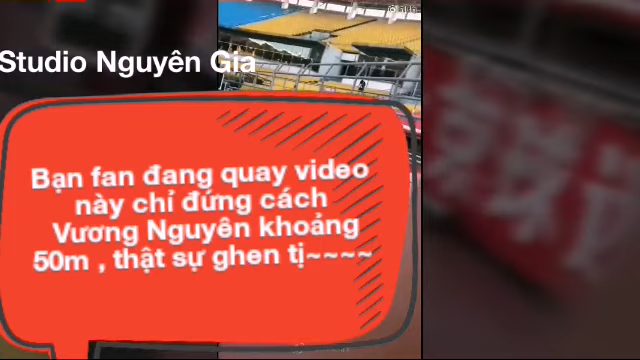 Studio Nguyên Gia
Bạn fan đang quay video
này chỉ đứng cách
Vương Nguyên khoảng
50m , thật sự ghen tị~~~~